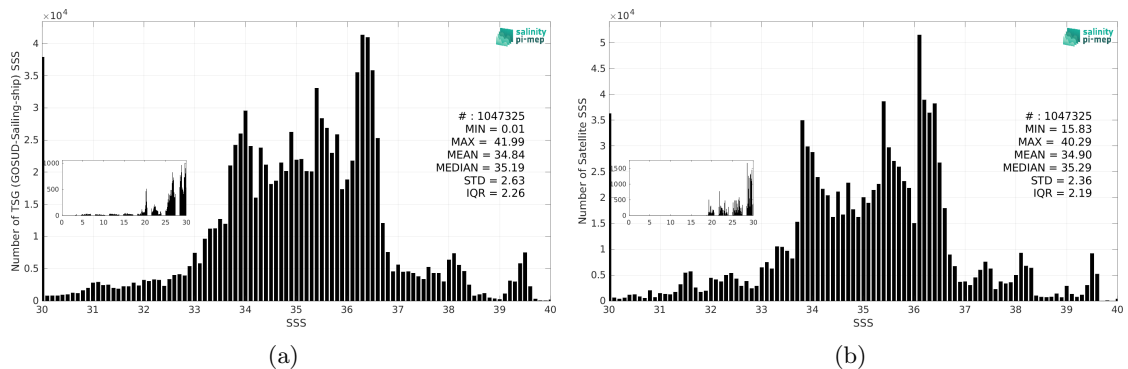 ×10⁴
4
3.5
3
2.5
2
1.5
1
0.5
0
Number of TSG (GOSUD-Sailing-ship) SSS
salinity
pi-mep
# : 1047325
MIN = 0.01
MAX = 41.99
MEAN = 34.84
MEDIAN = 35.19
STD = 2.63
IQR = 2.26
1000
500
0
0 5 10 15 20 25 30
30 31 32 33 34 35 36 37 38 39 40
SSS
(a)
×10⁴
5
4.5
4
3.5
3
2.5
2
1.5
1
0.5
0
Number of Satellite SSS
salinity
pi-mep
# : 1047325
MIN = 15.83
MAX = 40.29
MEAN = 34.90
MEDIAN = 35.29
STD = 2.36
IQR = 2.19
1500
1000
500
0
0 5 10 15 20 25 30
30 31 32 33 34 35 36 37 38 39 40
SSS
(b)